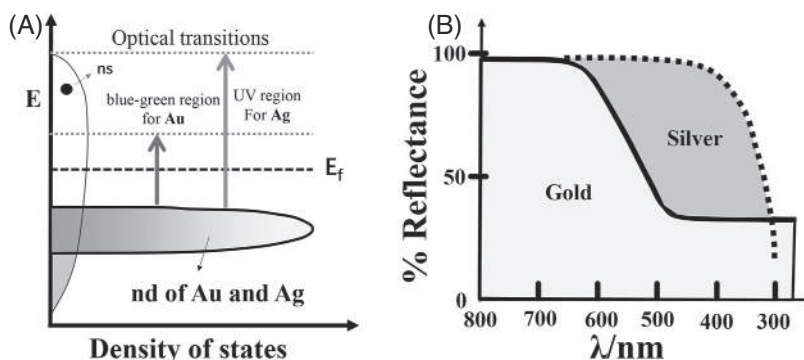 (A)
Optical transitions
ns
E
blue-green region
for Au
UV region
For Ag
E_f
nd of Au and Ag
Density of states
(B)
% Reflectance
100
50
0
Silver
Gold
800 700 600 500 400 300
λ/nm